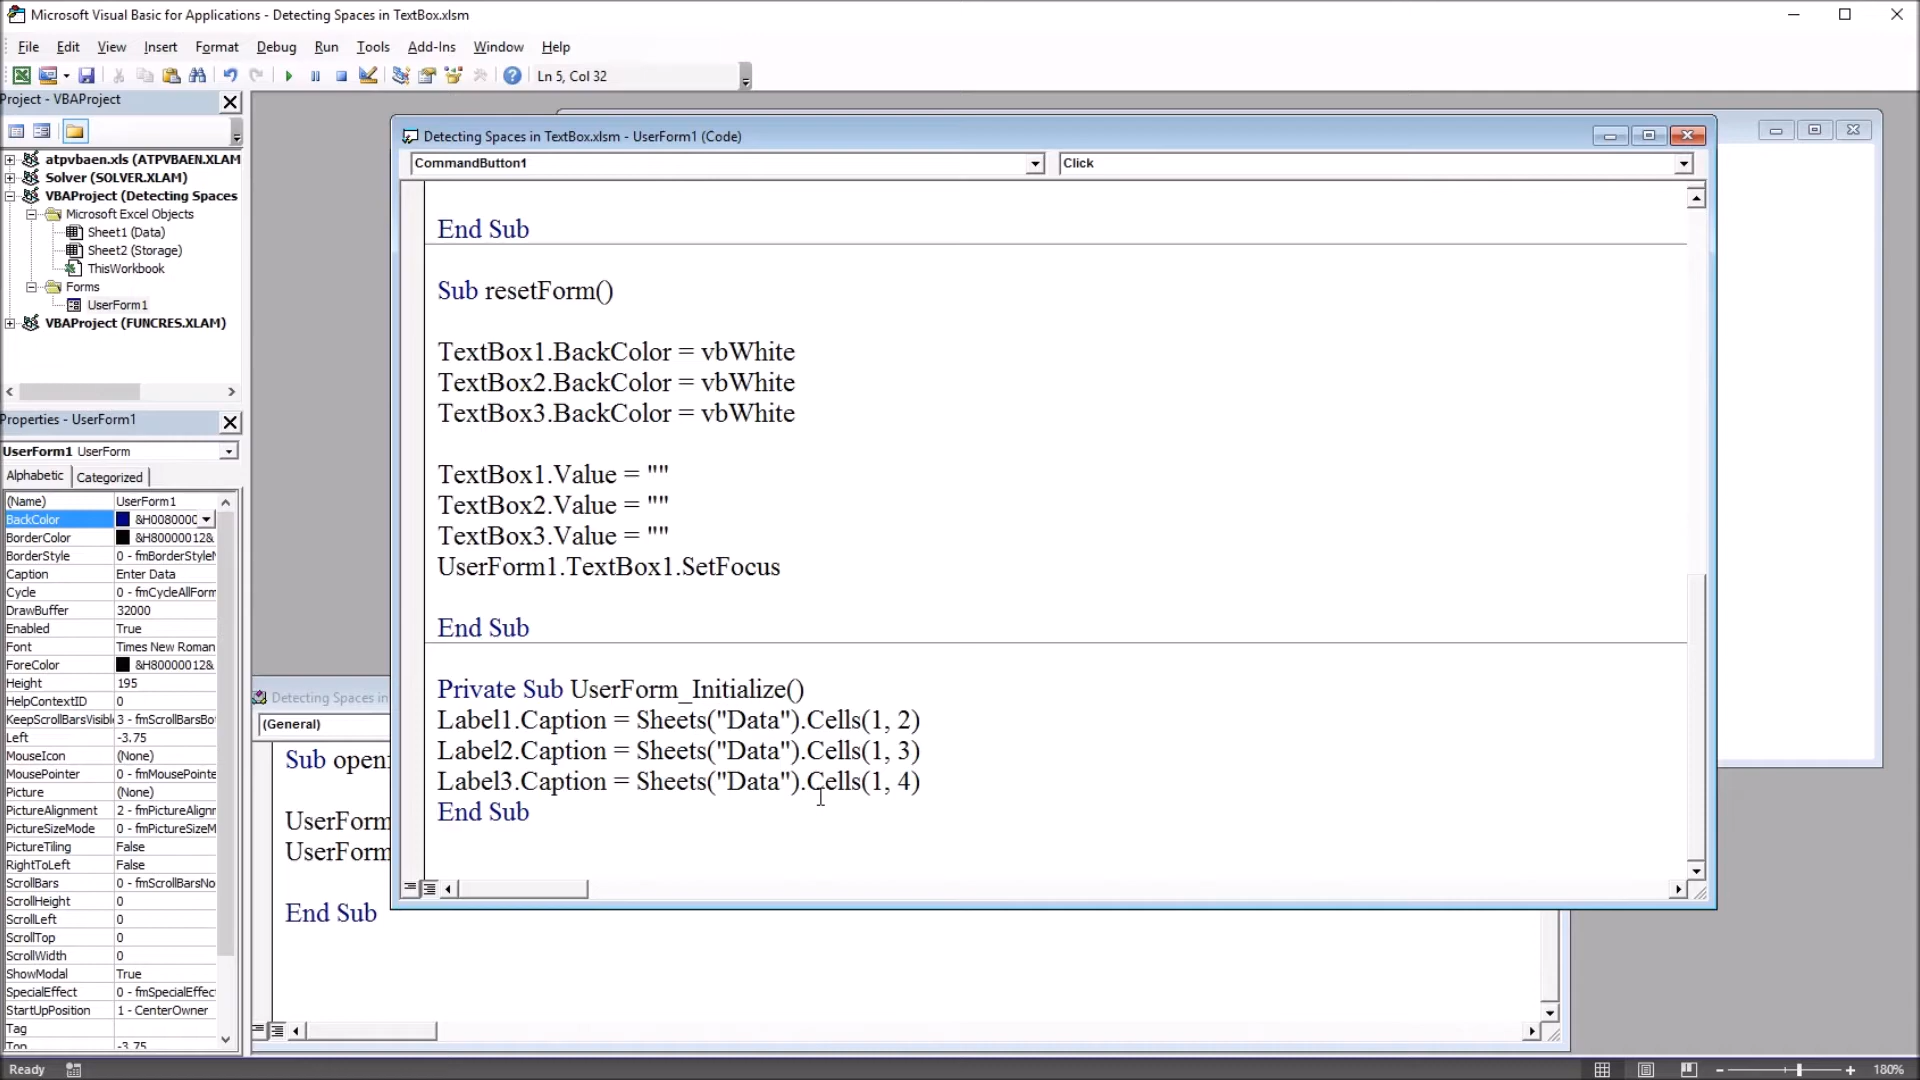 Microsoft Visual Basic for Applications - Detecting Spaces in TextBox.xlsm
File Edit View Insert Format Debug Run Tools Add-Ins Window Help
Ln 5, Col 32
Project - VBAProject
atpvbaen.xls (ATPVBAEN.XLAM
Solver (SOLVER.XLAM)
VBAProject (Detecting Spaces
Microsoft Excel Objects
Sheet1 (Data)
Sheet2 (Storage)
ThisWorkbook
Forms
UserForm1
VBAProject (FUNCRES.XLAM)
Properties - UserForm1
UserForm1 UserForm
Alphabetic Categorized
(Name) UserForm1
BackColor &H0080000
BorderColor &H80000012&
BorderStyle 0 - fmBorderStyle
Caption Enter Data
Cycle 0 - fmCycleAllForm
DrawBuffer 32000
Enabled True
Font Times New Roman
ForeColor &H80000012&
Height 195
HelpContextID 0
KeepScrollBarsVisible 3 - fmScrollBarsBo
Left -3.75
MouseIcon (None)
MousePointer 0 - fmMousePointe
Picture (None)
PictureAlignment 2 - fmPictureAlignr
PictureSizeMode 0 - fmPictureSizeM
PictureTiling False
RightToLeft False
ScrollBars 0 - fmScrollBarsNo
ScrollHeight 0
ScrollLeft 0
ScrollTop 0
ScrollWidth 0
ShowModal True
SpecialEffect 0 - fmSpecialEffect
StartUpPosition 1 - CenterOwner
Tag
Top -3.75
Detecting Spaces in TextBox.xlsm - UserForm1 (Code)
CommandButton1 Click
End Sub
Sub resetForm()
TextBox1.BackColor = vbWhite
TextBox2.BackColor = vbWhite
TextBox3.BackColor = vbWhite
TextBox1.Value = ""
TextBox2.Value = ""
TextBox3.Value = ""
UserForm1.TextBox1.SetFocus
End Sub
Private Sub UserForm_Initialize()
Label1.Caption = Sheets("Data").Cells(1, 2)
Label2.Caption = Sheets("Data").Cells(1, 3)
Label3.Caption = Sheets("Data").Cells(1, 4)
End Sub
Detecting Spaces in
(General)
Sub open
UserForm
UserForm
End Sub
Ready
180%